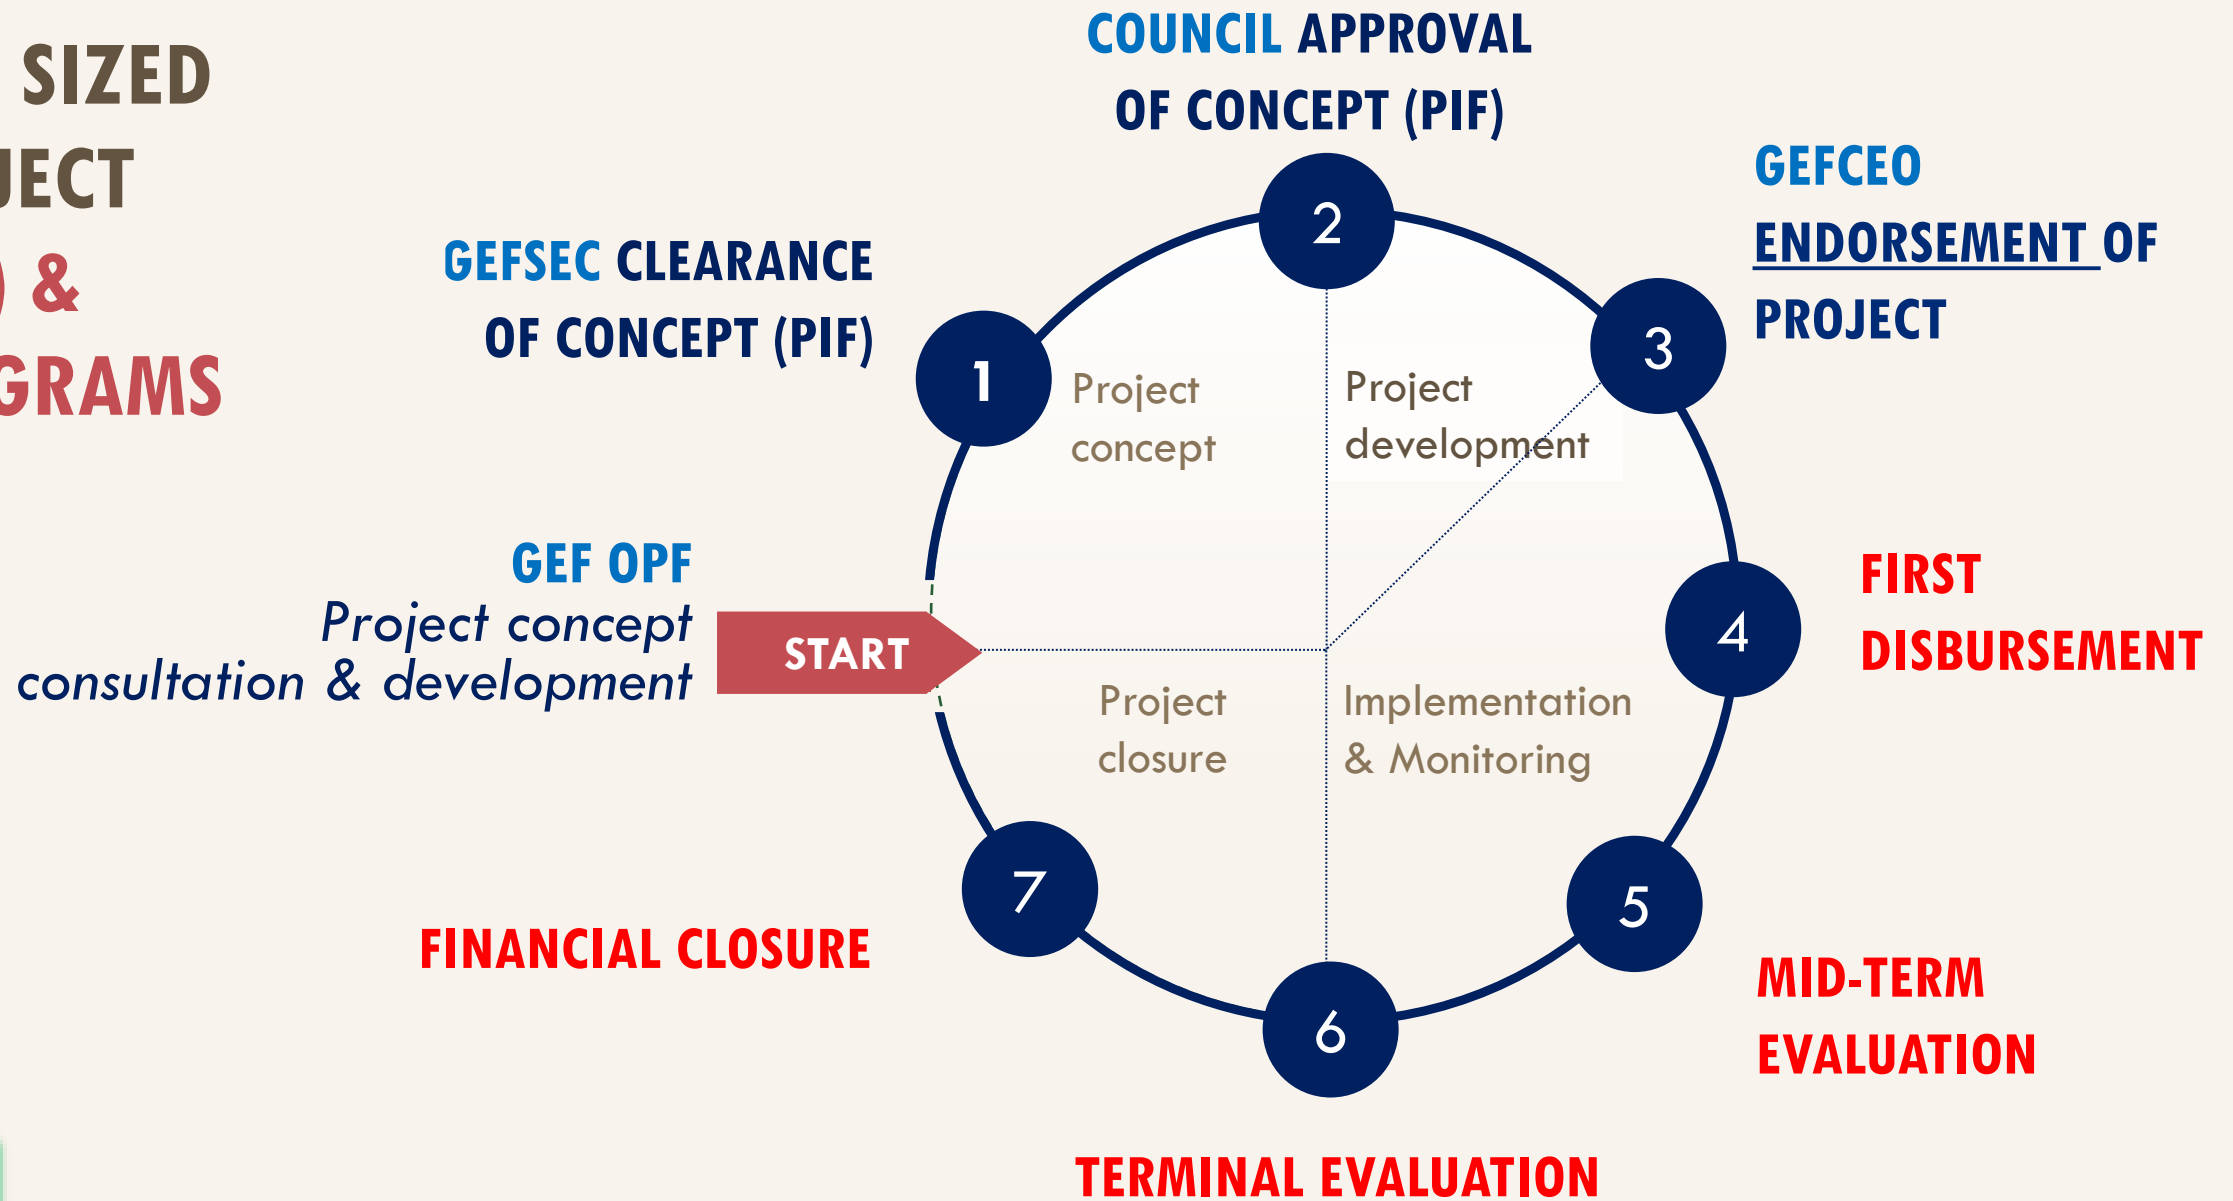 SIZED
JECT
) &
GRAMS
COUNCIL APPROVAL
OF CONCEPT (PIF)
GEFSEC CLEARANCE
OF CONCEPT (PIF)
GEFCEO
ENDORSEMENT OF
PROJECT
1
2
3
4
5
6
7
Project
concept
Project
development
GEF OPF
Project concept
consultation & development
START
FIRST
DISBURSEMENT
Project
closure
Implementation
& Monitoring
FINANCIAL CLOSURE
MID-TERM
EVALUATION
TERMINAL EVALUATION